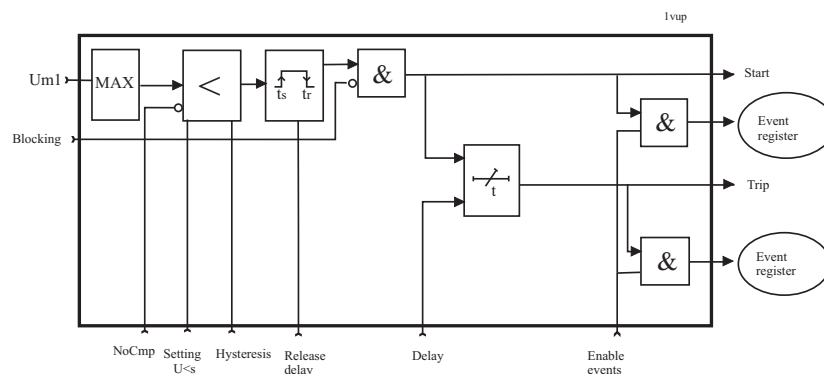 1vup
Um1
MAX
<
ts
tr
&
Start
Blocking
&
Event
register
t
Trip
&
Event
register
NoCmp
Setting
U<s
Hysteresis
Release
delay
Delay
Enable
events